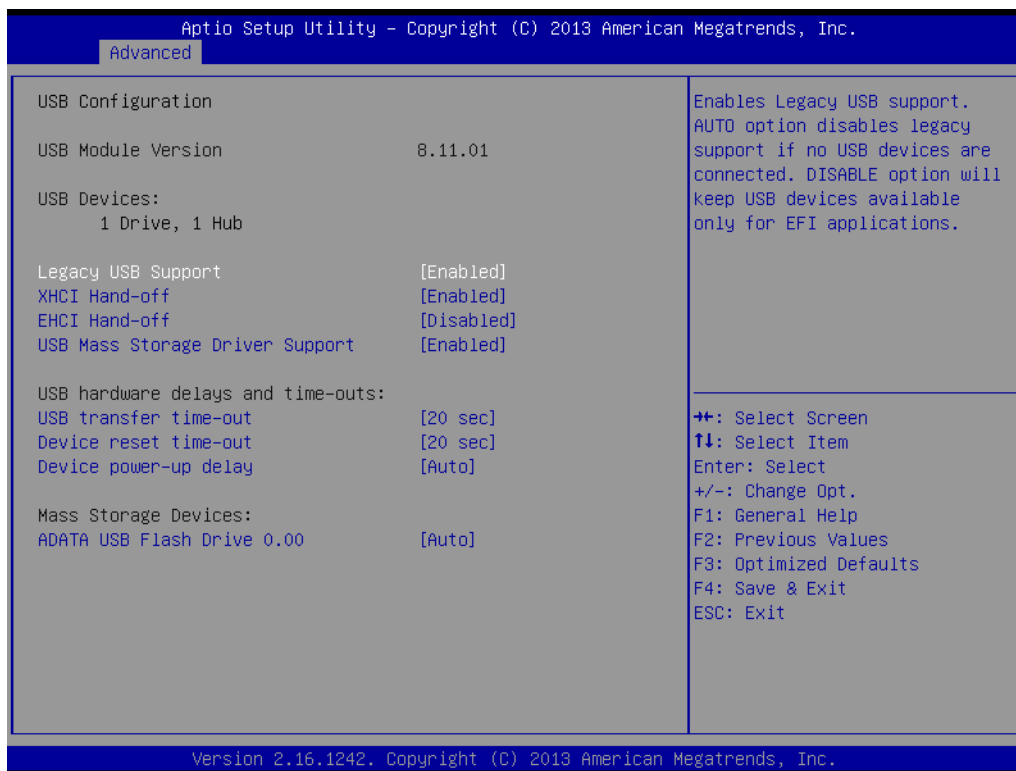 Aptio Setup Utility – Copyright (C) 2013 American Megatrends, Inc.
Advanced
USB Configuration
USB Module Version 8.11.01
USB Devices:
1 Drive, 1 Hub
Legacy USB Support [Enabled]
XHCI Hand-off [Enabled]
EHCI Hand-off [Disabled]
USB Mass Storage Driver Support [Enabled]
USB hardware delays and time-outs:
USB transfer time-out [20 sec]
Device reset time-out [20 sec]
Device power-up delay [Auto]
Mass Storage Devices:
ADATA USB Flash Drive 0.00 [Auto]
Enables Legacy USB support.
AUTO option disables legacy
support if no USB devices are
connected. DISABLE option will
keep USB devices available
only for EFI applications.
→←: Select Screen
↑↓: Select Item
Enter: Select
+/-: Change Opt.
F1: General Help
F2: Previous Values
F3: Optimized Defaults
F4: Save & Exit
ESC: Exit
Version 2.16.1242. Copyright (C) 2013 American Megatrends, Inc.